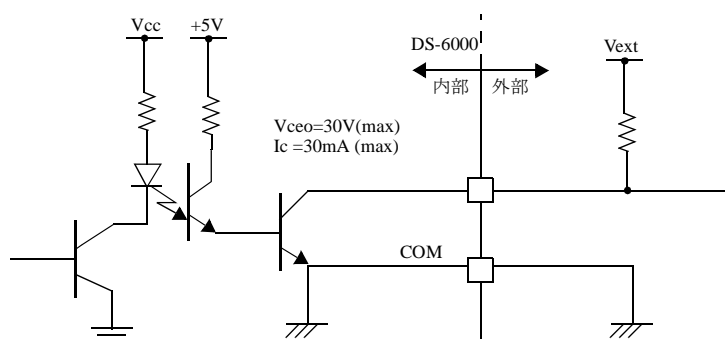 Vcc
+5V
DS-6000
Vext
内部
外部
Vceo=30V(max)
Ic =30mA (max)
COM